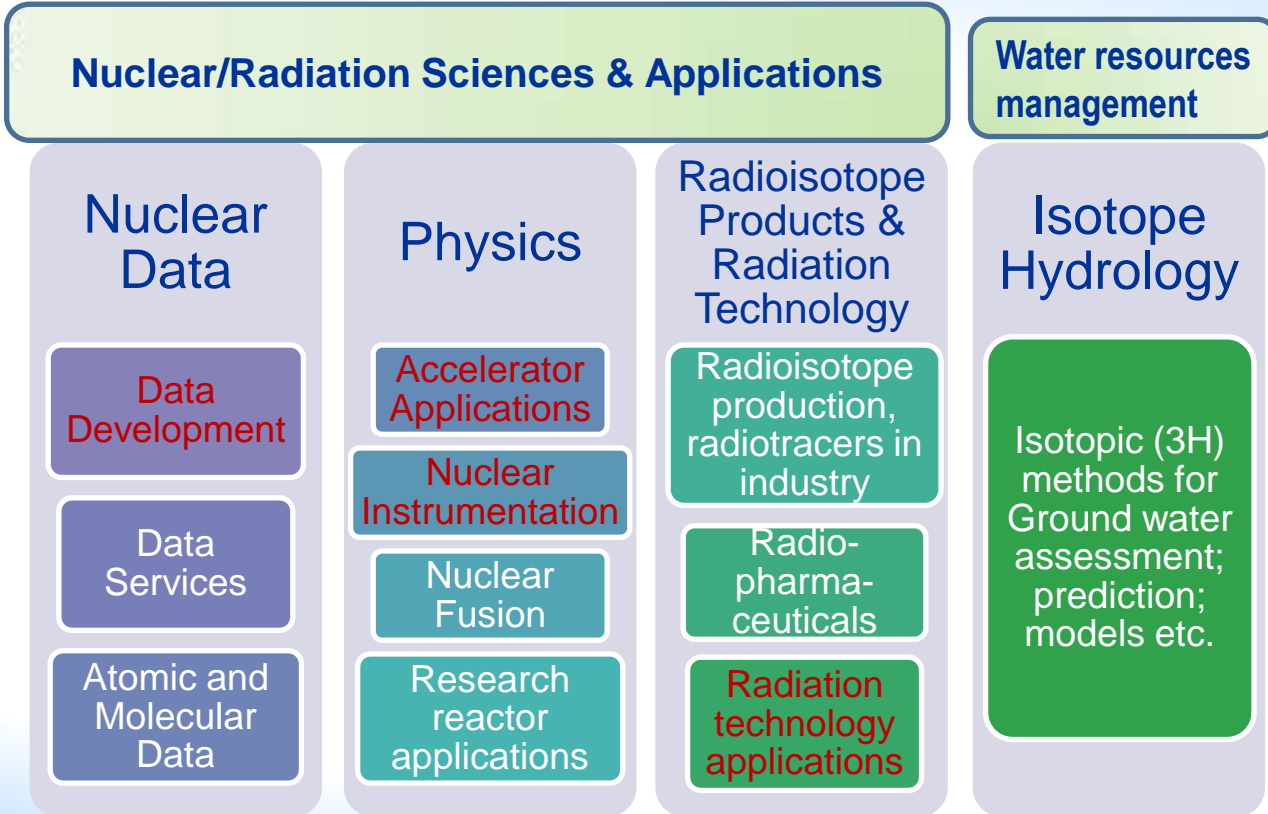 Nuclear/Radiation Sciences & Applications
Water resources
management
Nuclear
Data
Data
Development
Data
Services
Atomic and
Molecular
Data
Physics
Accelerator
Applications
Nuclear
Instrumentation
Nuclear
Fusion
Research
reactor
applications
Radioisotope
Products &
Radiation
Technology
Radioisotope
production,
radiotracers in
industry
Radio-
pharma-
ceuticals
Radiation
technology
applications
Isotope
Hydrology
Isotopic (3H)
methods for
Ground water
assessment;
prediction;
models etc.